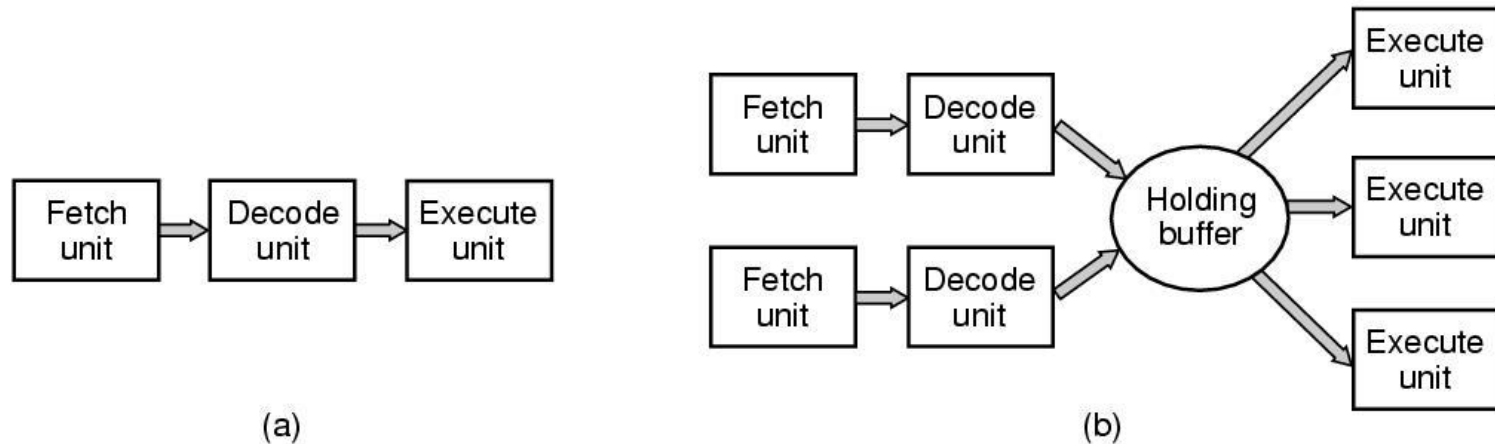 Fetch
unit
Decode
unit
Execute
unit
(a)
Fetch
unit
Decode
unit
Fetch
unit
Decode
unit
Holding
buffer
Execute
unit
Execute
unit
Execute
unit
(b)